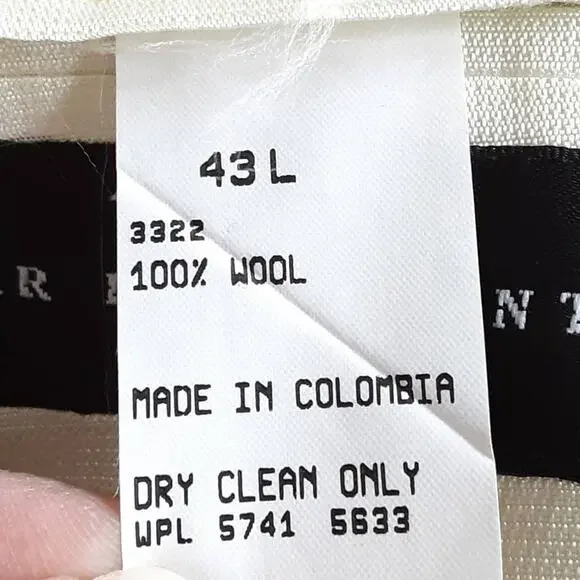 43 L
3322
100% WOOL
MADE IN COLOMBIA
DRY CLEAN ONLY
WPL 5741 5633